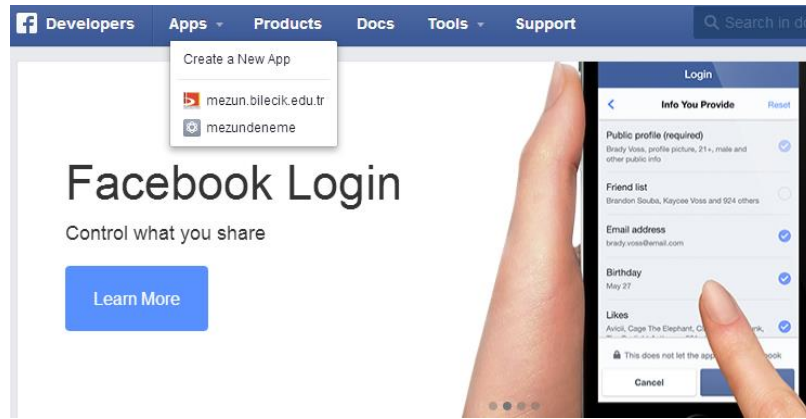 Developers Apps Products Docs Tools Support Search in
Create a New App
mezun.bilecik.edu.tr
mezundeneme
Facebook Login
Control what you share
Learn More
Login
Info You Provide Reset
Public profile (required)
Brady Voss, profile picture, 21+, male and
other public info
Friend list
Brandon Souba, Kaycee Voss and 924 others
Email address
brady.voss@email.com
Birthday
May 27
Likes
Avicii, Cage The Elephant,
This does not let the app
Cancel